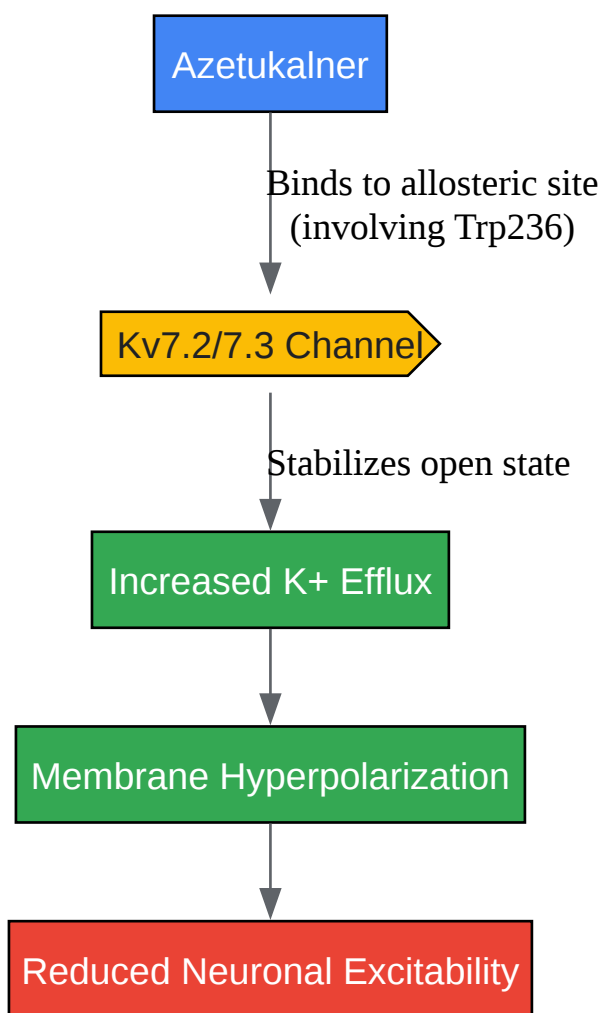 Azetukalner
Binds to allosteric site
(involving Trp236)
Kv7.2/7.3 Channel
Stabilizes open state
Increased K+ Efflux
Membrane Hyperpolarization
Reduced Neuronal Excitability